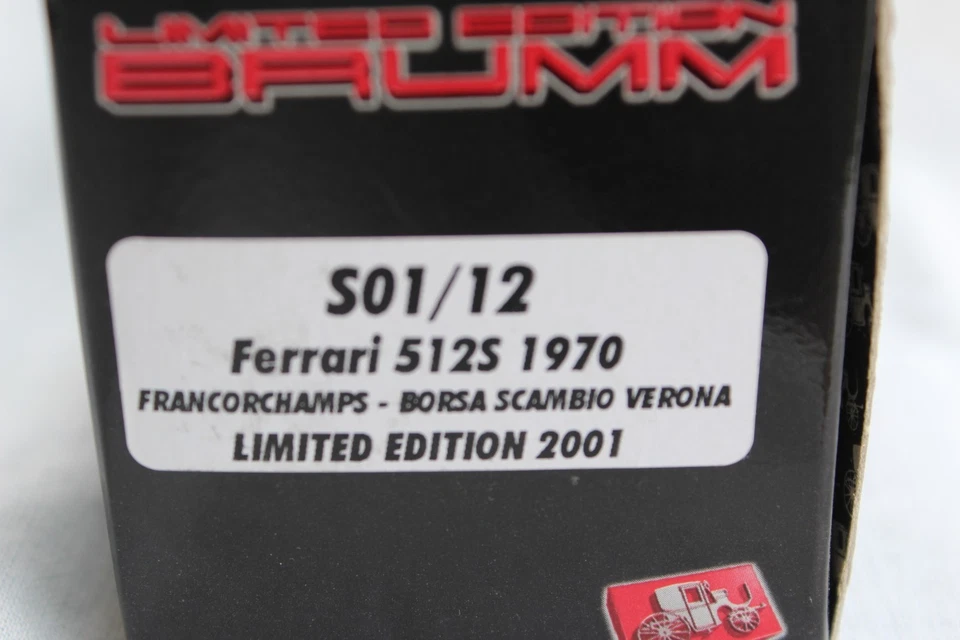 LIMITED EDITION
BRUMM
S01/12
Ferrari 512S 1970
FRANCORCHAMPS - BORSA SCAMBIO VERONA
LIMITED EDITION 2001